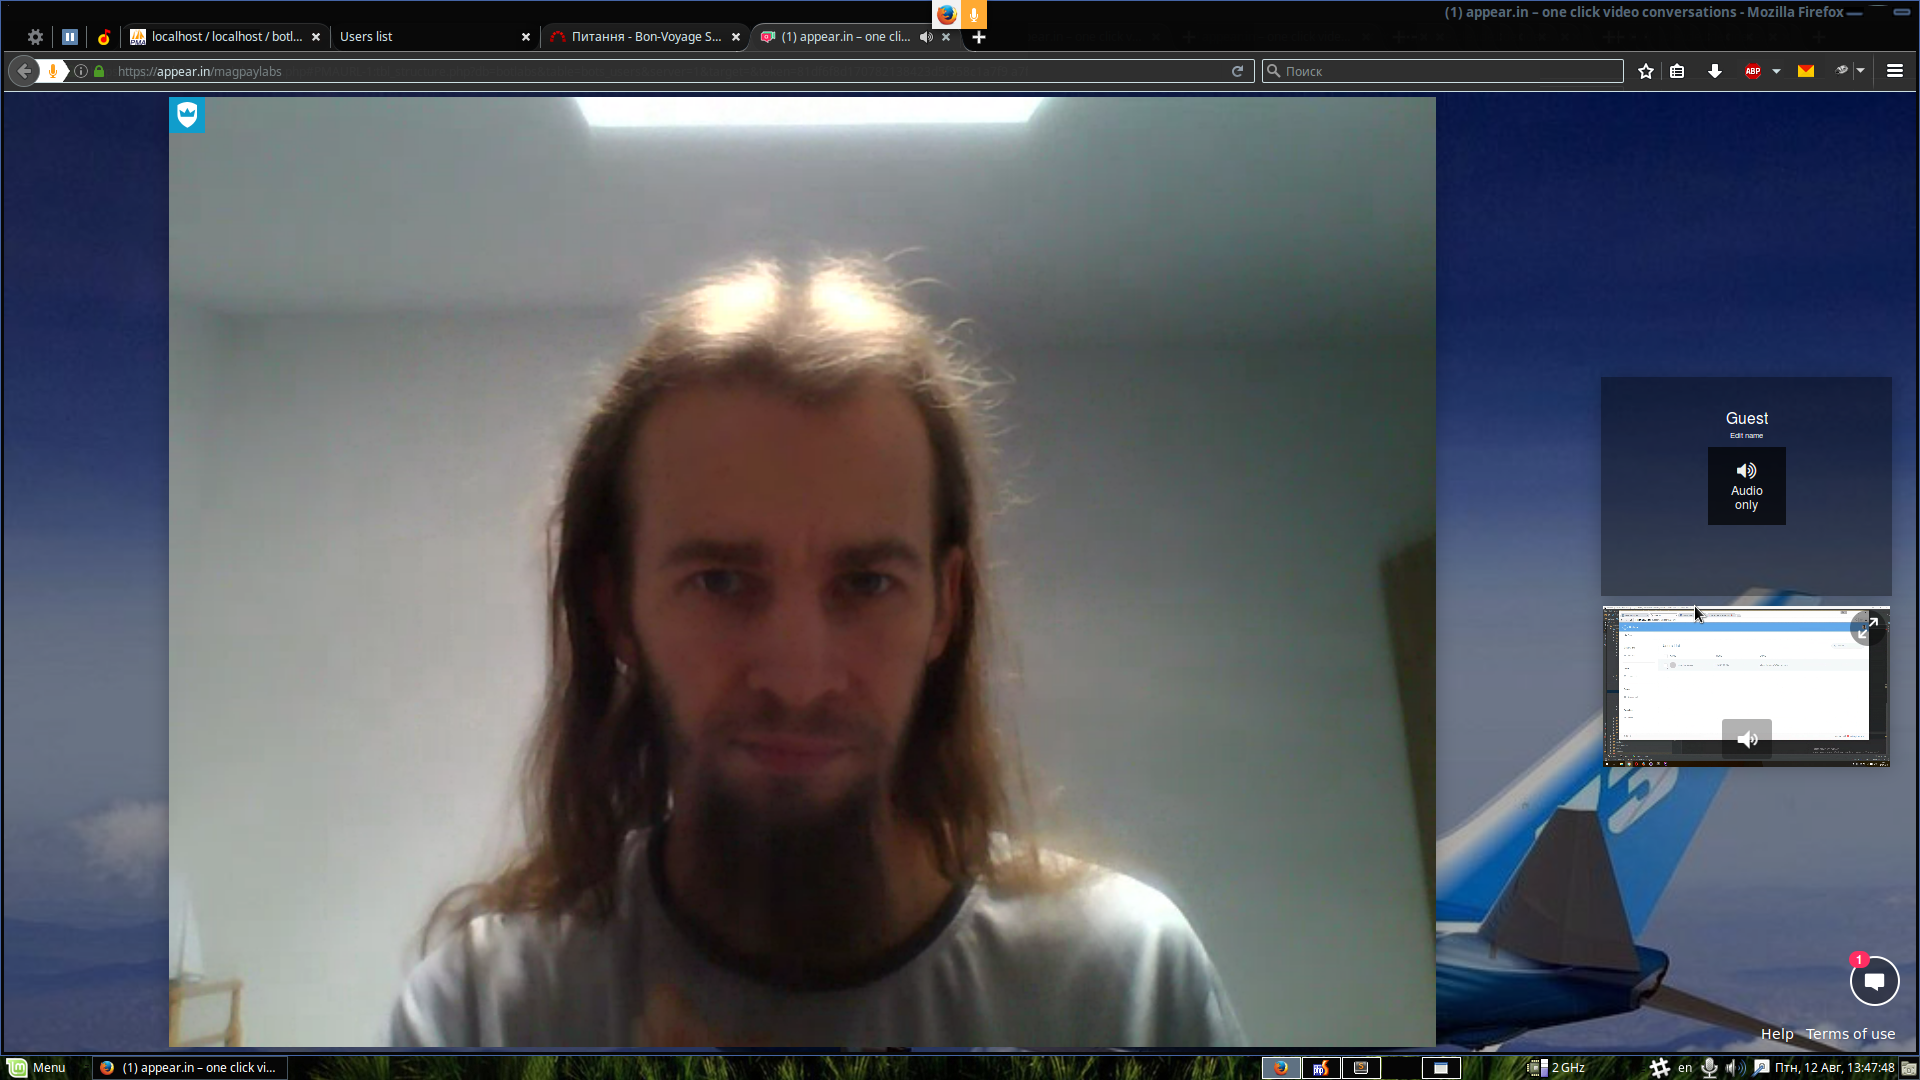 (1) appear.in – one click video conversations - Mozilla Firefox
localhost / localhost / botl...
Users list
Питання - Bon-Voyage S...
(1) appear.in – one cli...
https://appear.in/magpaylabs
Поиск
ABP
Guest
Edit name
Audio
only
1
Help Terms of use
Menu
(1) appear.in – one click vi...
2 GHz
en
Птн, 12 Авг, 13:47:48